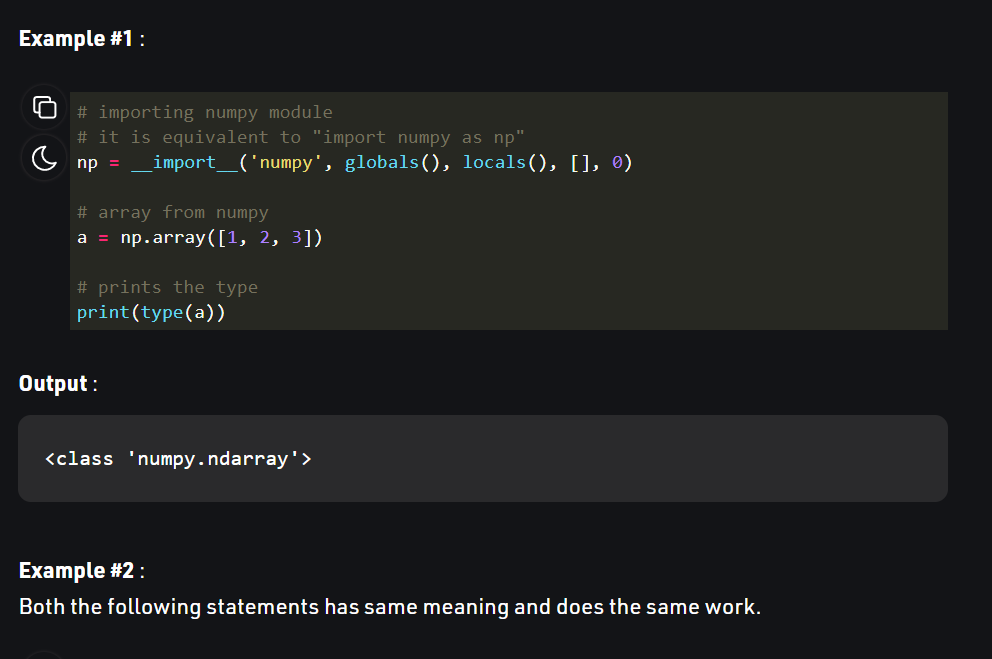 Example #1 :
# importing numpy module
# it is equivalent to "import numpy as np"
np = __import__('numpy', globals(), locals(), [], 0)
# array from numpy
a = np.array([1, 2, 3])
# prints the type
print(type(a))
Output :
<class 'numpy.ndarray'>
Example #2 :
Both the following statements has same meaning and does the same work.